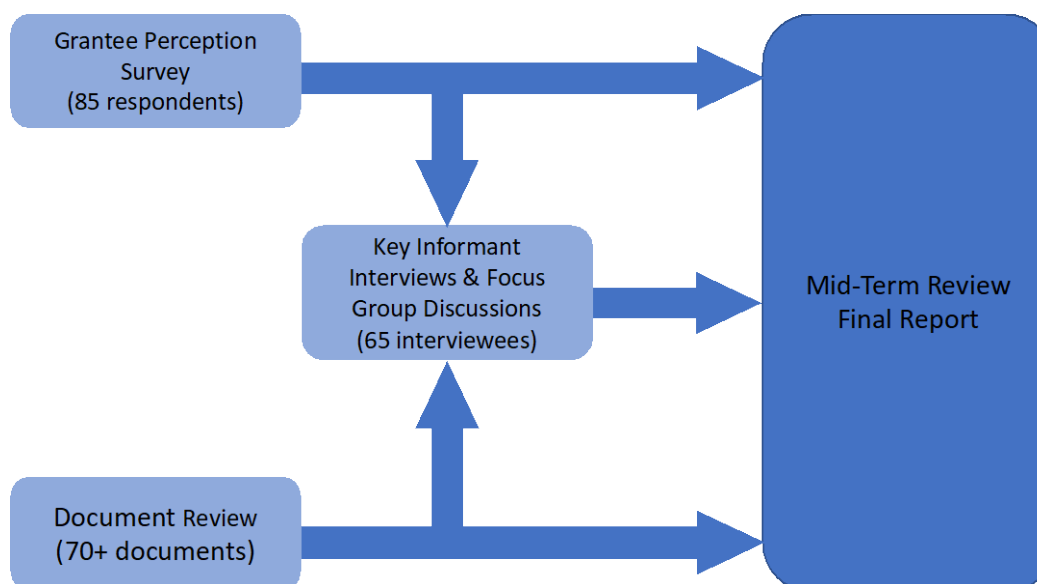 Grantee Perception
Survey
(85 respondents)
Key Informant
Interviews & Focus
Group Discussions
(65 interviewees)
Mid-Term Review
Final Report
Document Review
(70+ documents)